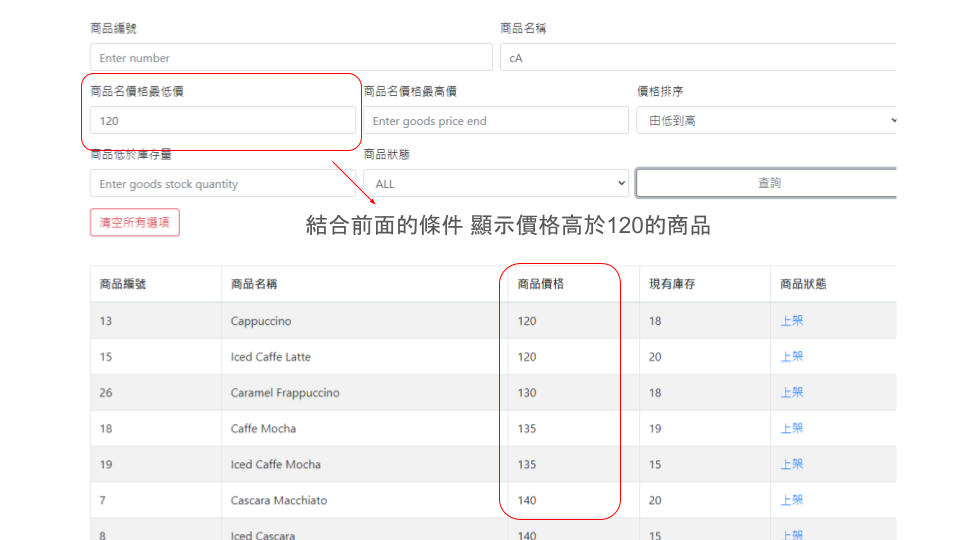 商品編號 商品名稱
Enter number cA
商品名價格最低價 商品名價格最高價 價格排序
120 Enter goods price end 由低到高
商品低於庫存量 商品狀態
Enter goods stock quantity ALL 查詢
清空所有選項
結合前面的條件 顯示價格高於120的商品
商品編號 商品名稱 商品價格 現有庫存 商品狀態
13 Cappuccino 120 18 上架
15 Iced Caffe Latte 120 20 上架
26 Caramel Frappuccino 130 18 上架
18 Caffe Mocha 135 19 上架
19 Iced Caffe Mocha 135 15 上架
7 Cascara Macchiato 140 20 上架
8 Iced Cascara 140 15 上架